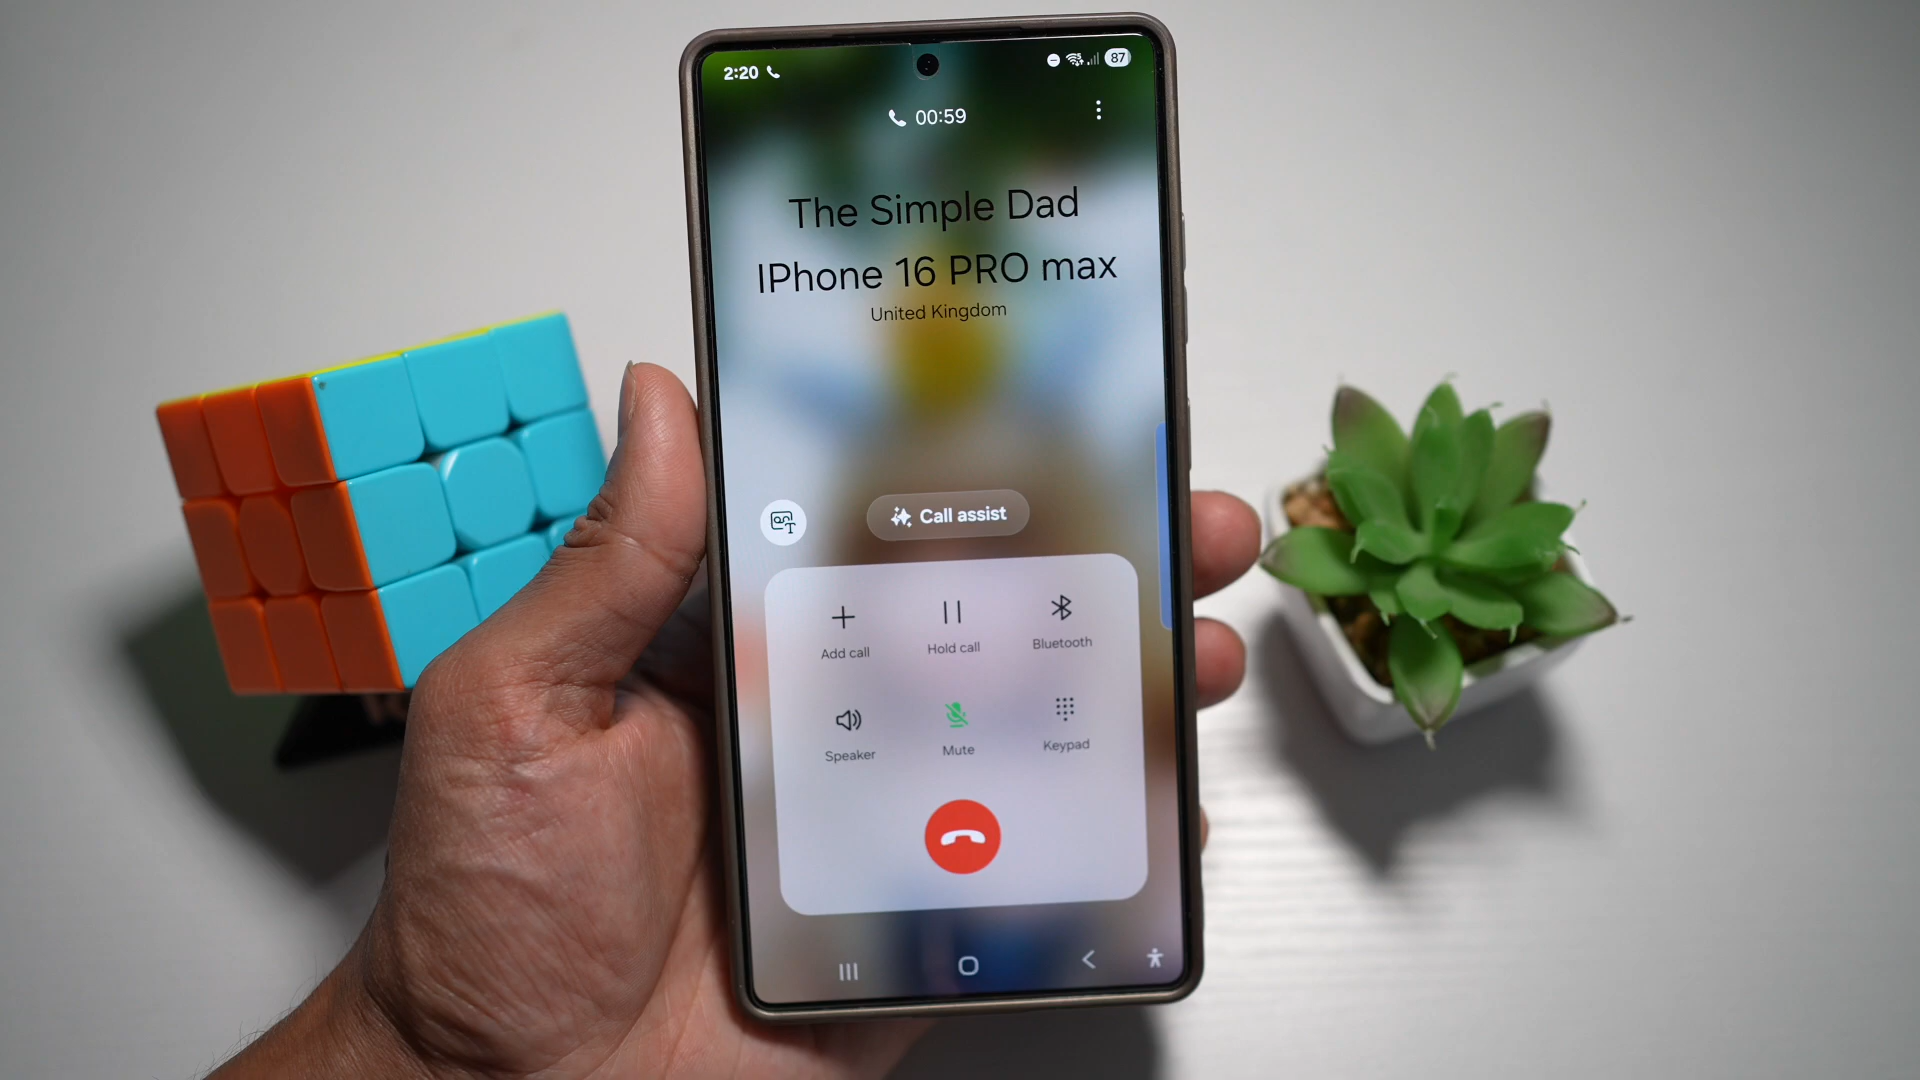 2:20
87
00:59
The Simple Dad
IPhone 16 PRO max
United Kingdom
Call assist
Add call
Hold call
Bluetooth
Speaker
Mute
Keypad